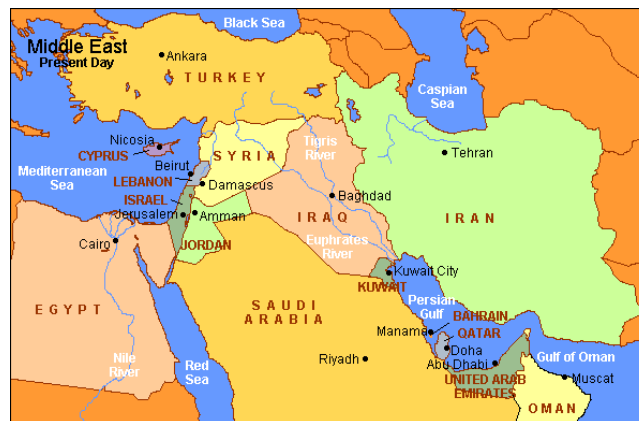 Middle East
Present Day
Black Sea
Ankara
TURKEY
Caspian
Sea
Nicosia
CYPRUS
Mediterranean
Sea
Beirut
LEBANON
SYRIA
Damascus
Tigris
River
Tehran
ISRAEL
Jerusalem
Amman
JORDAN
Baghdad
IRAQ
Euphrates
River
IRAN
Cairo
Kuwait City
KUWAIT
EGYPT
SAUDI
ARABIA
Persian
Gulf
BAHRAIN
Manama
QATAR
Doha
Abu Dhabi
Gulf of Oman
Nile
River
Red
Sea
Riyadh
UNITED ARAB
EMIRATES
Muscat
OMAN